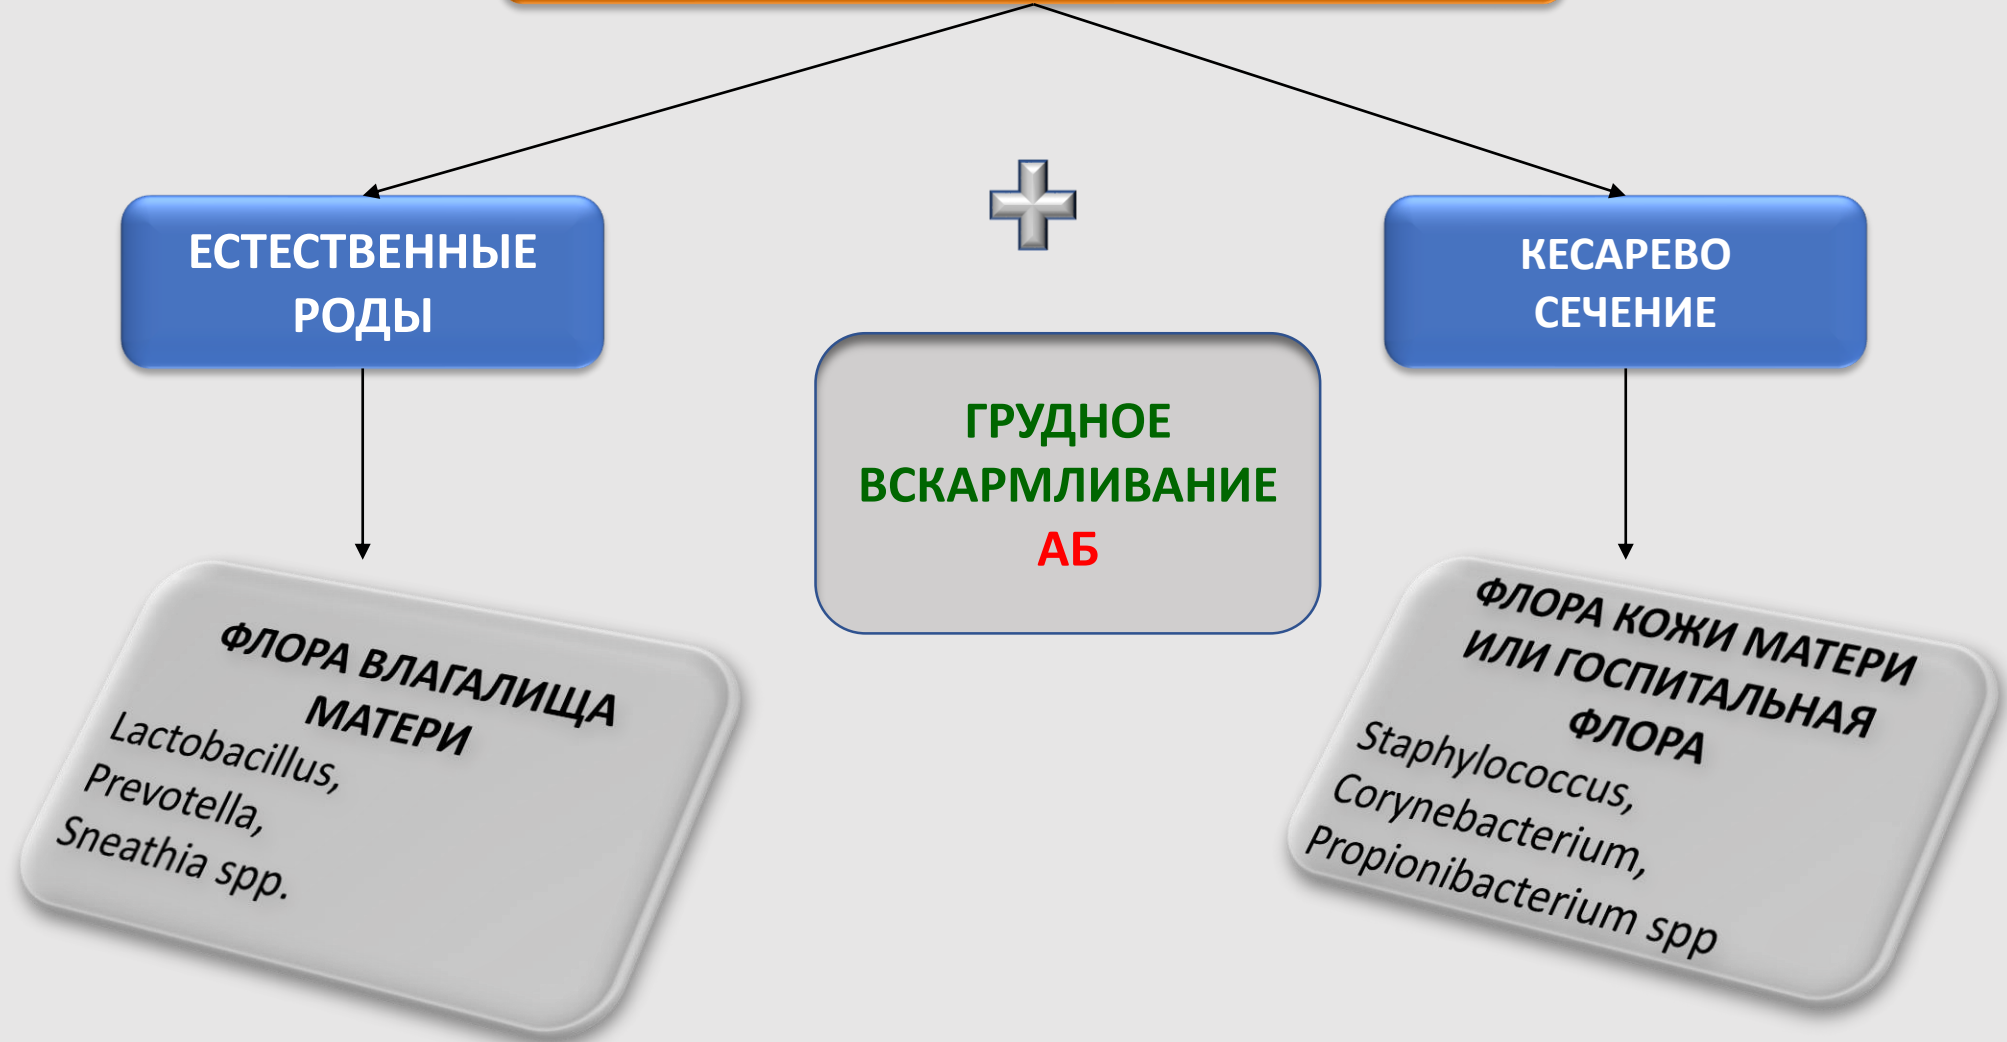 ЕСТЕСТВЕННЫЕ
РОДЫ
КЕСАРЕВО
СЕЧЕНИЕ
ГРУДНОЕ
ВСКАРМЛИВАНИЕ
АБ
ФЛОРА ВЛАГАЛИЩА
МАТЕРИ
Lactobacillus,
Prevotella,
Sneathia spp.
ФЛОРА КОЖИ МАТЕРИ
ИЛИ ГОСПИТАЛЬНАЯ
ФЛОРА
Staphylococcus,
Corynebacterium,
Propionibacterium spp